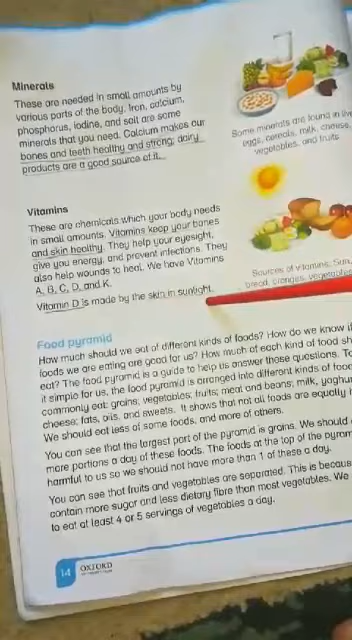 Minerals
These are needed in small amounts by
various parts of the body. Iron, calcium,
phosphorus, iodine, and salt are some
minerals that you need. Calcium makes our
bones and teeth healthy and strong; dairy
products are a good source of it.
Some minerals are found in
eggs, cereals, milk, cheese,
vegetables, and fruits
Vitamins
These are chemicals which your body needs
in small amounts. Vitamins keep your bones
and skin healthy. They help your eyesight,
give you energy, and prevent infections. They
also help wounds to heal. We have Vitamins
A, B, C, D, and K.
Vitamin D is made by the skin in sunlight.
Sources of Vitamins: Sun,
bread, oranges, vegetables
Food pyramid
How much should we eat of different kinds of foods? How do we know
foods we are eating are good for us? How much of each kind of food
eat? The food pyramid is a guide to help us answer these questions.
it simple for us, the food pyramid is arranged into different kinds of
commonly eat: grains; vegetables; fruits; meat and beans; milk,
cheese; fats, oils, and sweets. It shows that not all foods are equally
We should eat less of some foods, and more of others.
You can see that the largest part of the pyramid is grains. We should
more portions a day of these foods. The foods at the top of the
harmful to us so we should not have more than 1 of these a day.
You can see that fruits and vegetables are separated. This is
contain more sugar and less dietary fibre than most vegetables. We
to eat at least 4 or 5 servings of vegetables a day.
14 OXFORD